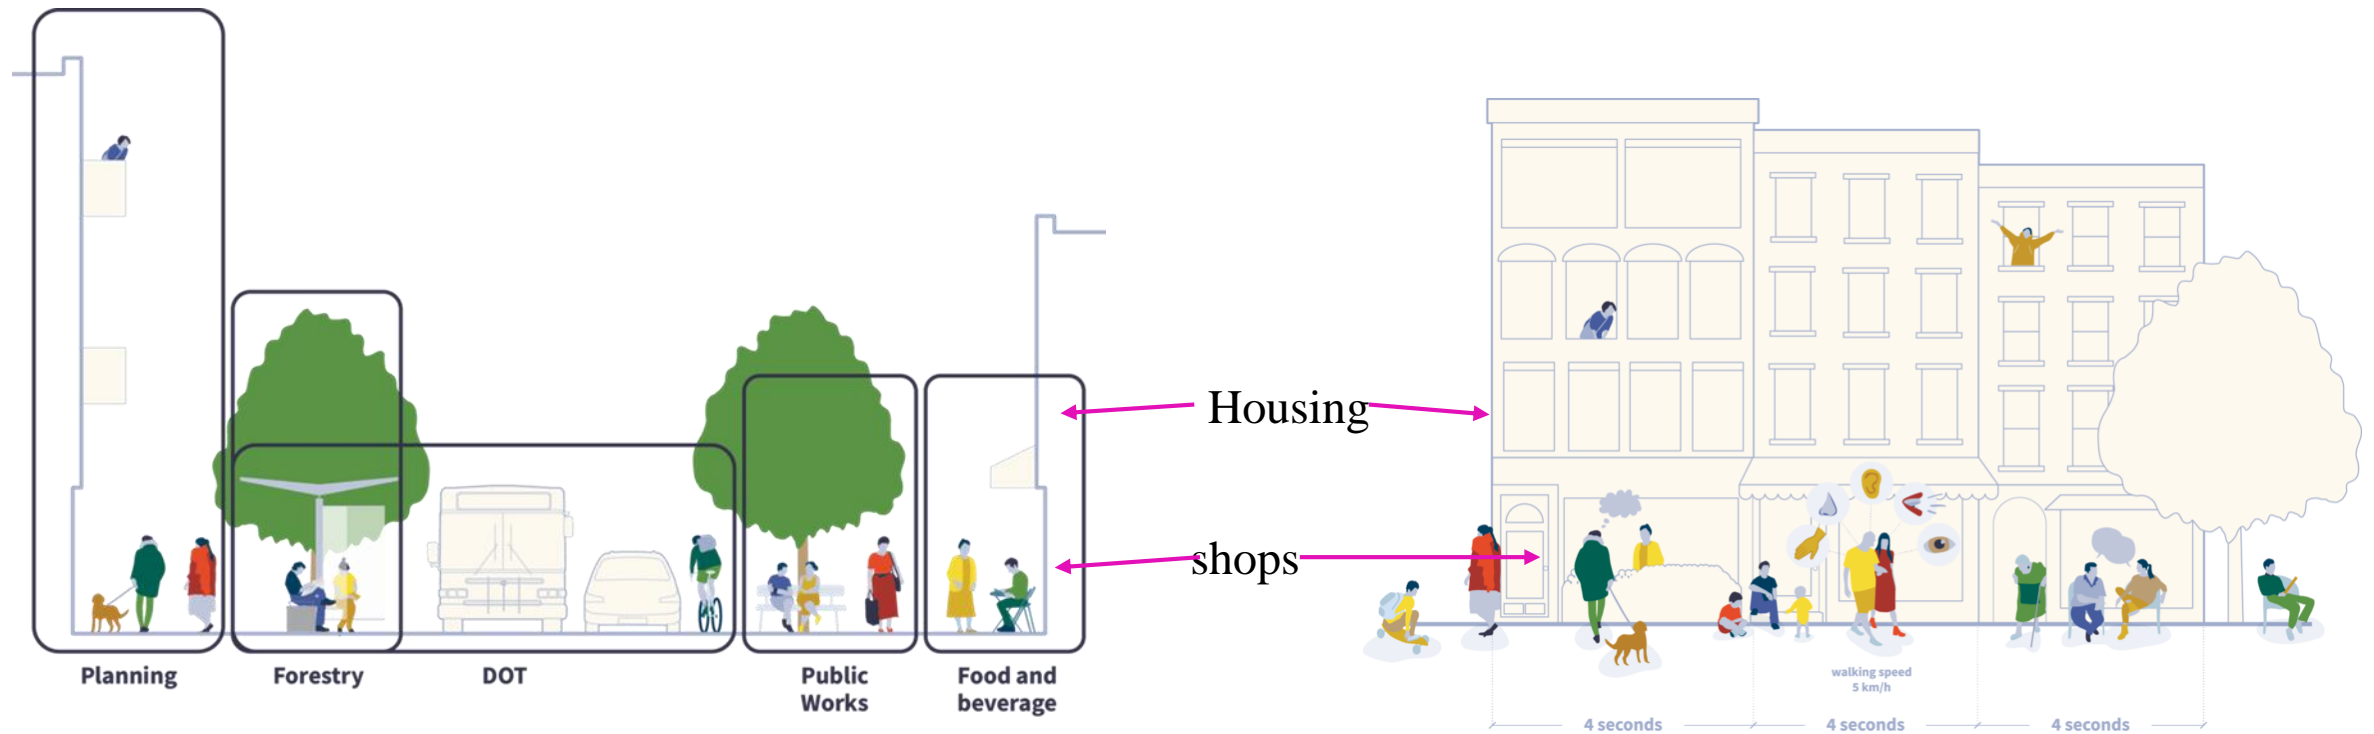 Housing
shops
Planning
Forestry
DOT
Public
Works
Food and
beverage
walking speed
5 km/h
4 seconds
4 seconds
4 seconds